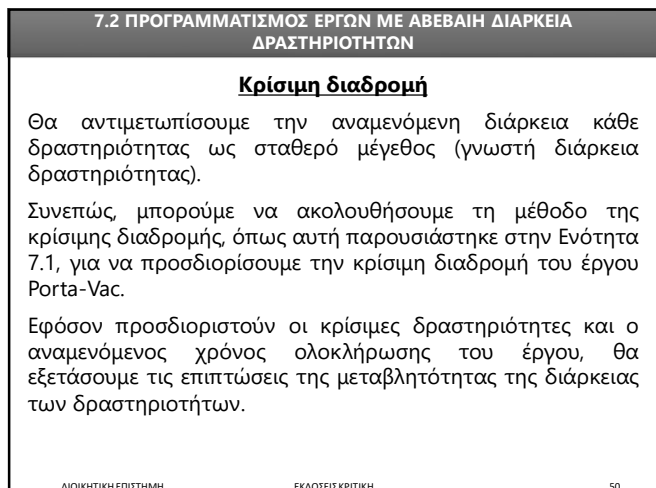 7.2 ΠΡΟΓΡΑΜΜΑΤΙΣΜΟΣ ΕΡΓΩΝ ΜΕ ΑΒΕΒΑΙΗ ΔΙΑΡΚΕΙΑ
ΔΡΑΣΤΗΡΙΟΤΗΤΩΝ
Κρίσιμη διαδρομή
Θα αντιμετωπίσουμε την αναμενόμενη διάρκεια κάθε
δραστηριότητας ως σταθερό μέγεθος (γνωστή διάρκεια
δραστηριότητας).
Συνεπώς, μπορούμε να ακολουθήσουμε τη μέθοδο της
κρίσιμης διαδρομής, όπως αυτή παρουσιάστηκε στην Ενότητα
7.1, για να προσδιορίσουμε την κρίσιμη διαδρομή του έργου
Porta-Vac.
Εφόσον προσδιοριστούν οι κρίσιμες δραστηριότητες και ο
αναμενόμενος χρόνος ολοκλήρωσης του έργου, θα
εξετάσουμε τις επιπτώσεις της μεταβλητότητας της διάρκειας
των δραστηριοτήτων.
ΔΙΟΙΚΗΤΙΚΗ ΕΠΙΣΤΗΜΗ ΕΚΔΟΣΕΙΣ ΚΡΙΤΙΚΗ 50